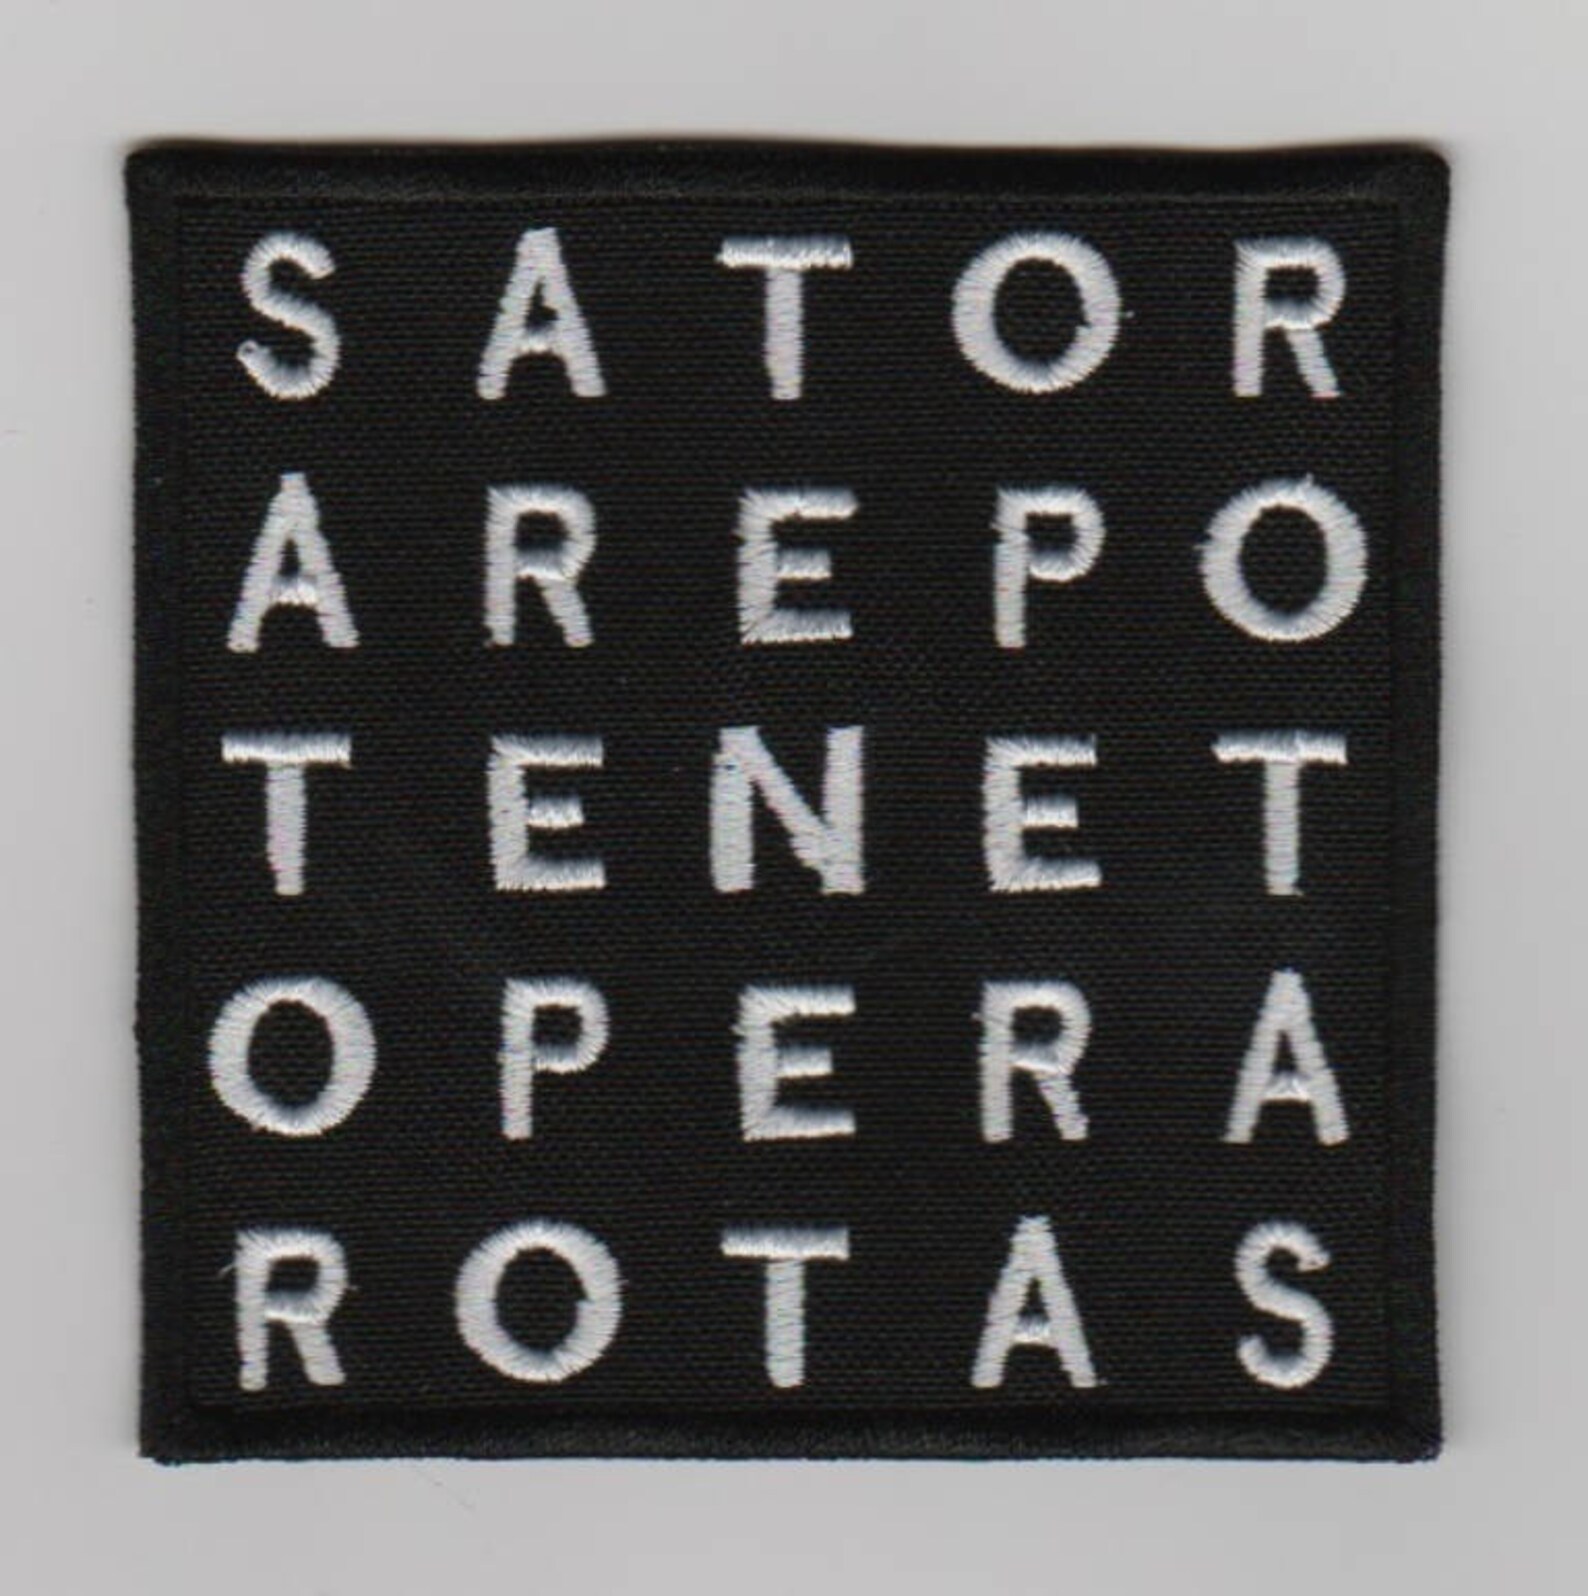 SATOR
AREPO
TENET
OPERA
ROTAS